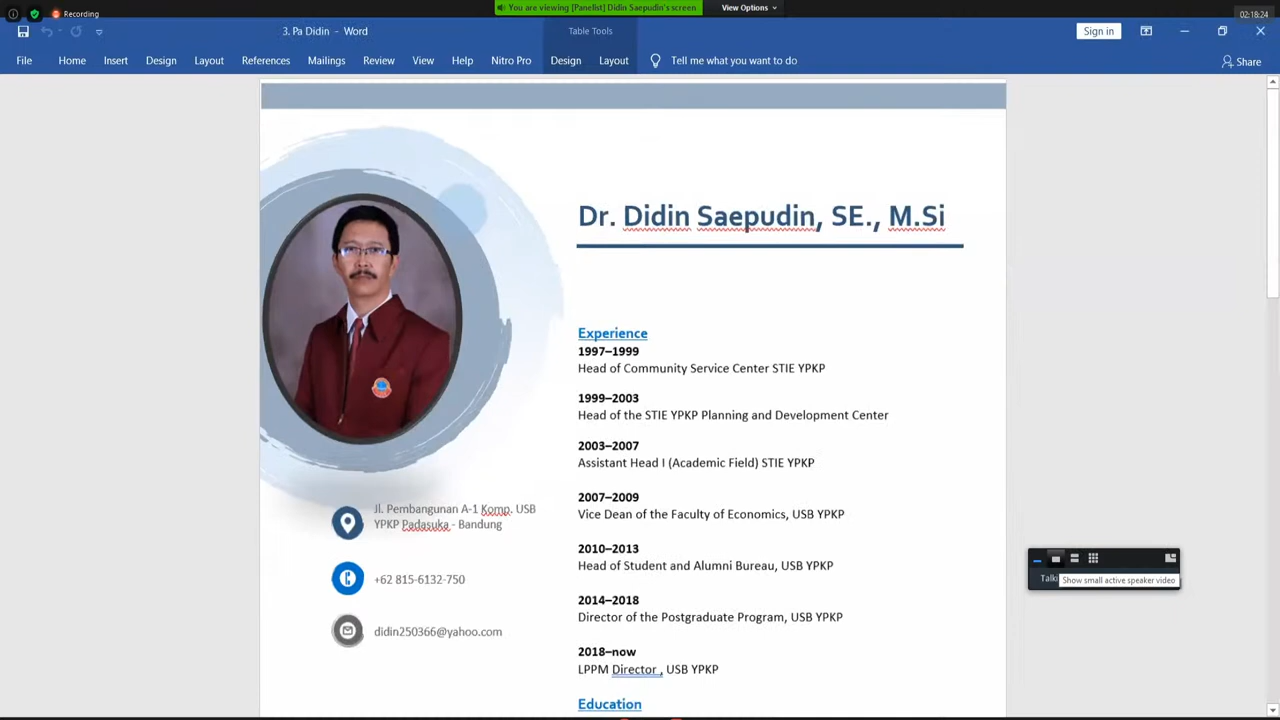 Recording
You are viewing [Panelist] Didin Saepudin's screen
View Options
02:18:24
3. Pa Didin - Word
Table Tools
Sign in
File Home Insert Design Layout References Mailings Review View Help Nitro Pro Design Layout Tell me what you want to do
Share
Dr. Didin Saepudin, SE., M.Si
Experience
1997–1999
Head of Community Service Center STIE YPKP
1999–2003
Head of the STIE YPKP Planning and Development Center
2003–2007
Assistant Head I (Academic Field) STIE YPKP
2007–2009
Vice Dean of the Faculty of Economics, USB YPKP
2010–2013
Head of Student and Alumni Bureau, USB YPKP
2014–2018
Director of the Postgraduate Program, USB YPKP
2018–now
LPPM Director , USB YPKP
Education
Jl. Pembangunan A-1 Komp. USB
YPKP Padasuka - Bandung
+62 815-6132-750
didin250366@yahoo.com
Show small active speaker video